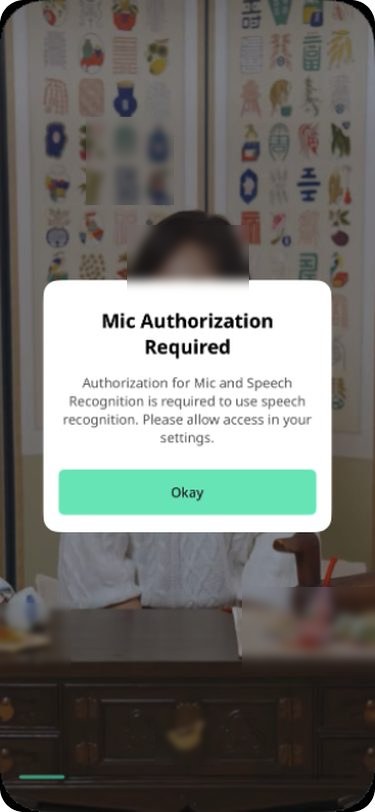 Mic Authorization
Required
Authorization for Mic and Speech
Recognition is required to use speech
recognition. Please allow access in your
settings.
Okay